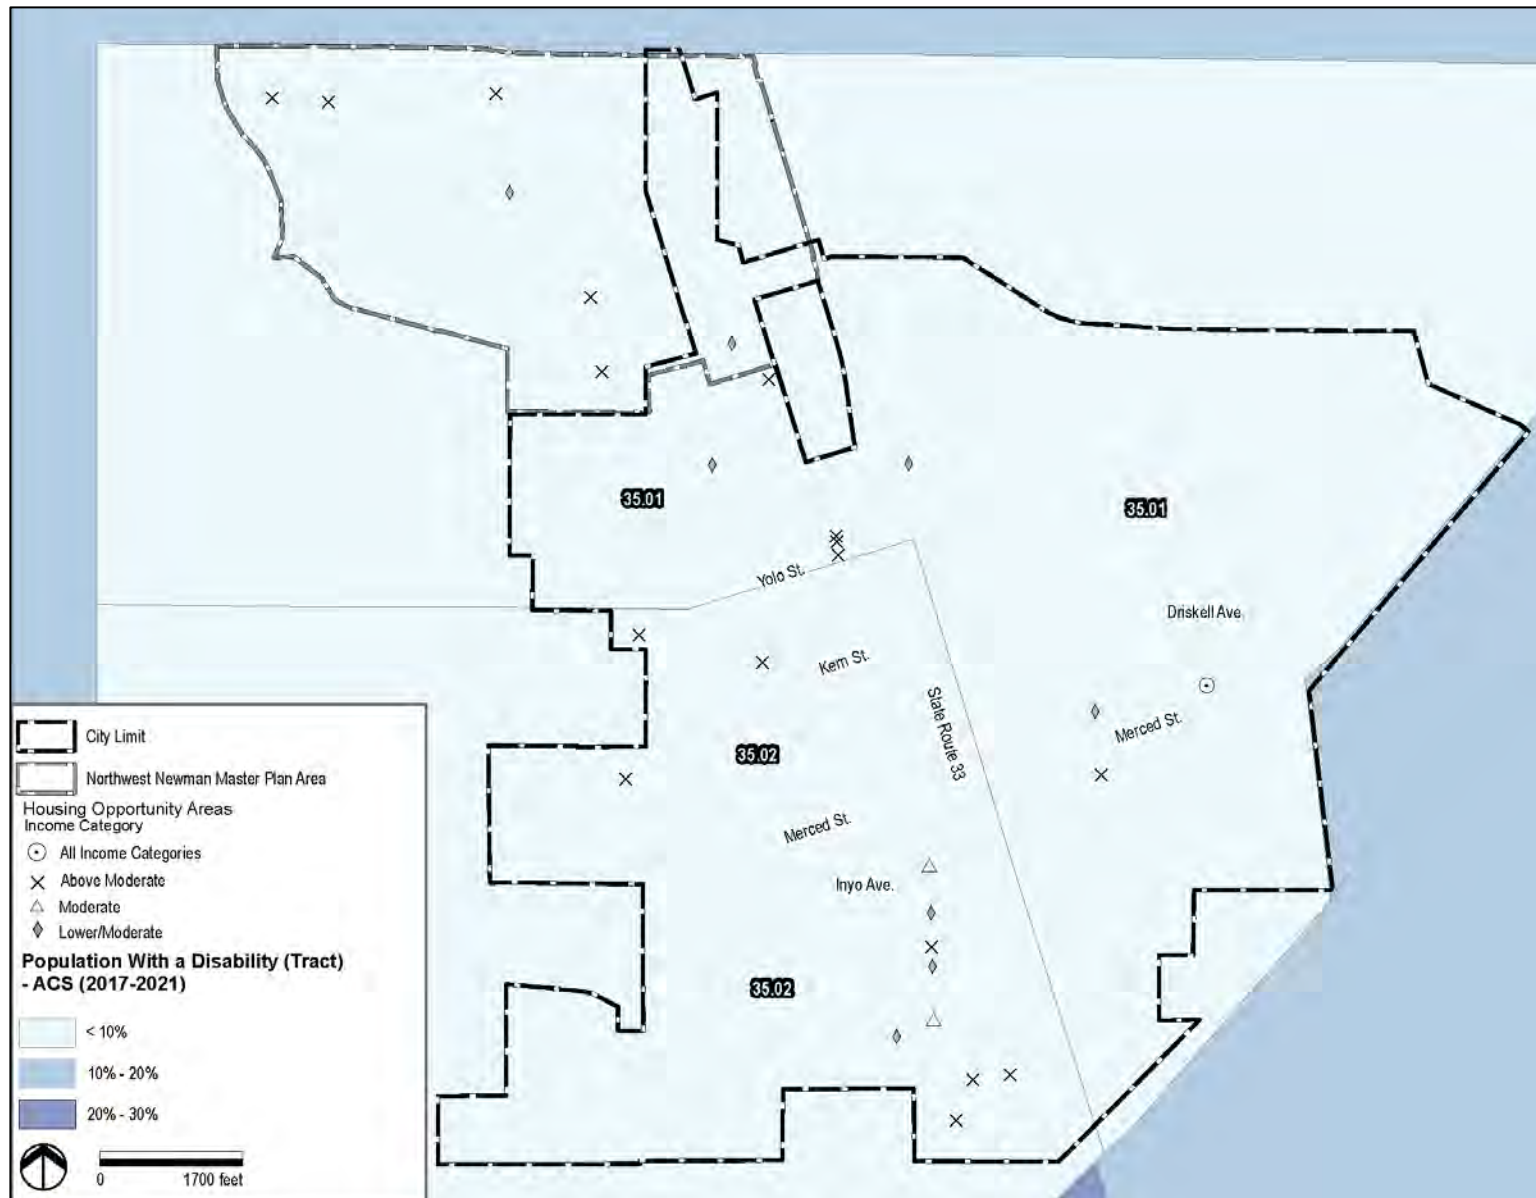 35.01
35.01
Yolo St.
Driskell Ave.
Kern St.
State Route 33
Merced St.
35.02
Merced St.
Inyo Ave.
35.02
City Limit
Northwest Newman Master Plan Area
Housing Opportunity Areas
Income Category
All Income Categories
Above Moderate
Moderate
Lower/Moderate
Population With a Disability (Tract)
- ACS (2017-2021)
< 10%
10% - 20%
20% - 30%
0 1700 feet